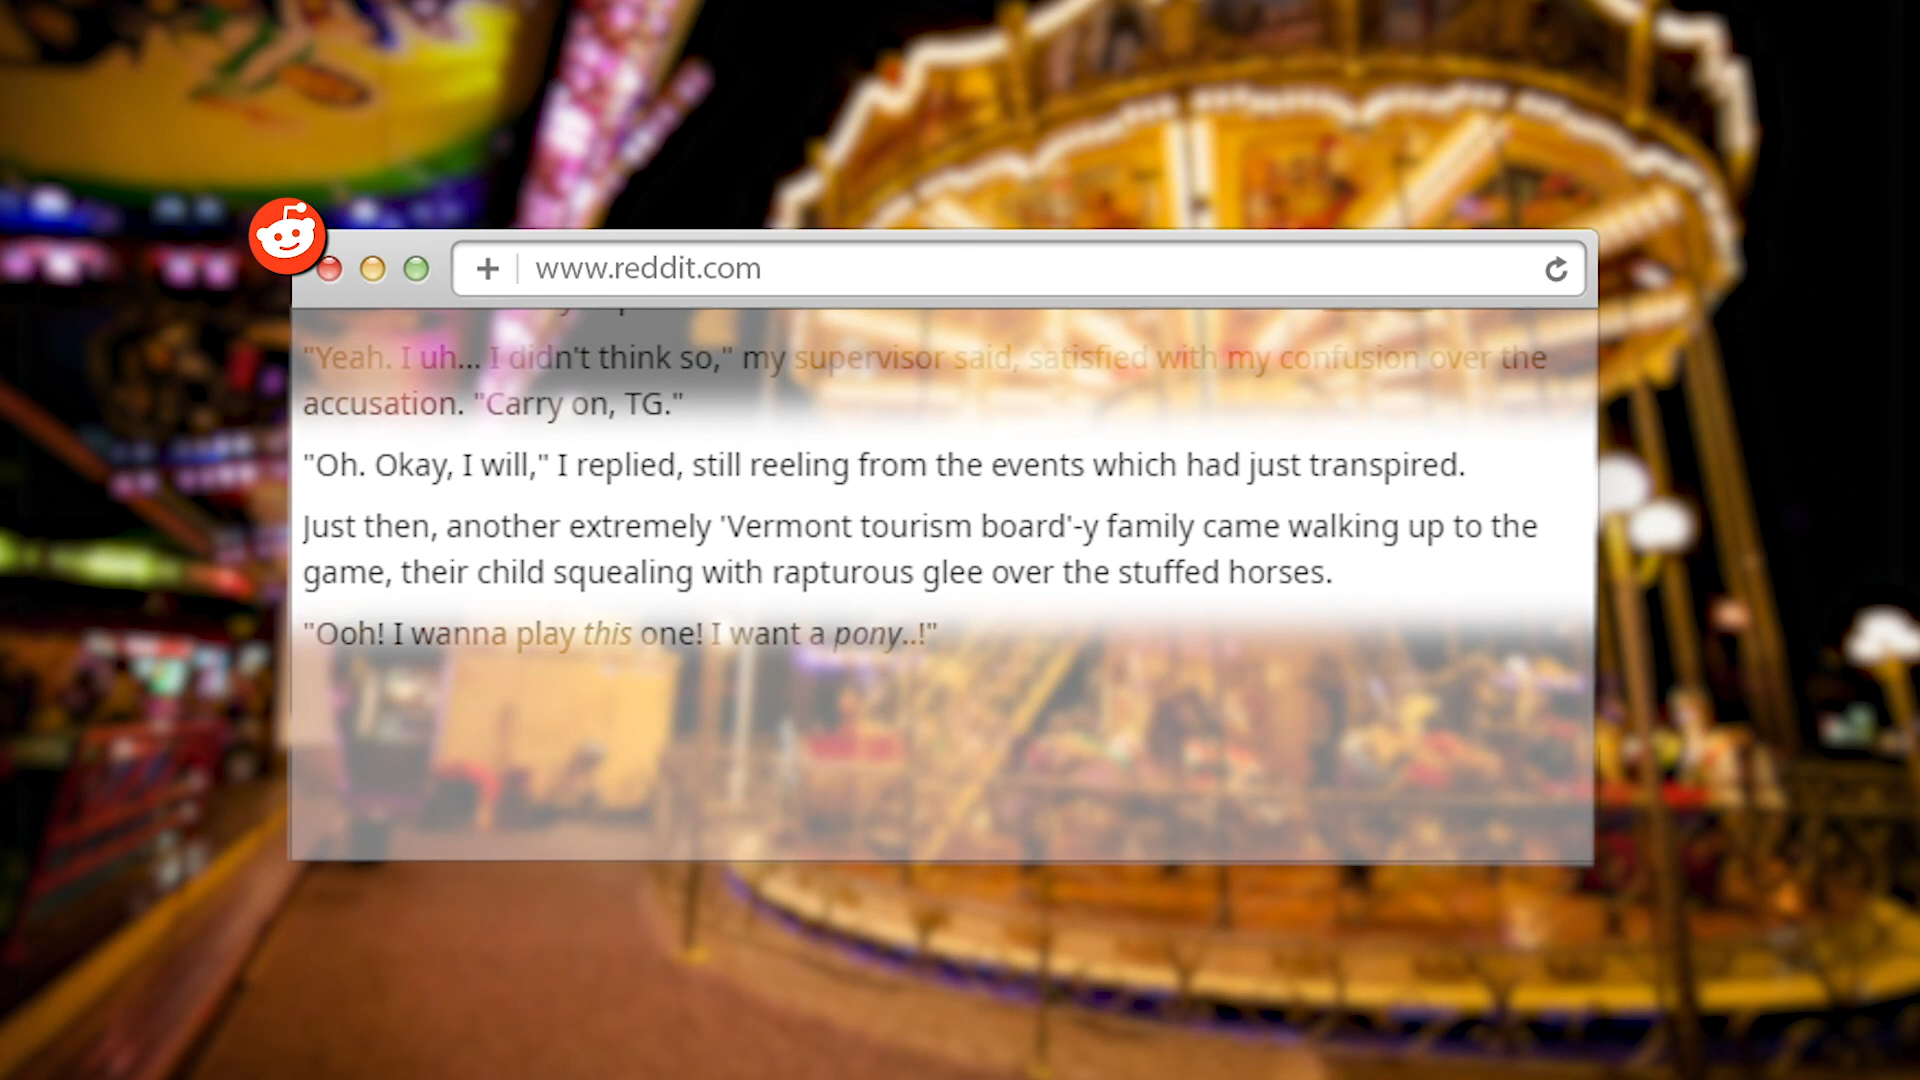 www.reddit.com
"Yeah. I uh... I didn't think so," my supervisor said, satisfied with my confusion over the
accusation. "Carry on, TG."
"Oh. Okay, I will," I replied, still reeling from the events which had just transpired.
Just then, another extremely 'Vermont tourism board'-y family came walking up to the
game, their child squealing with rapturous glee over the stuffed horses.
"Ooh! I wanna play this one! I want a pony..!"